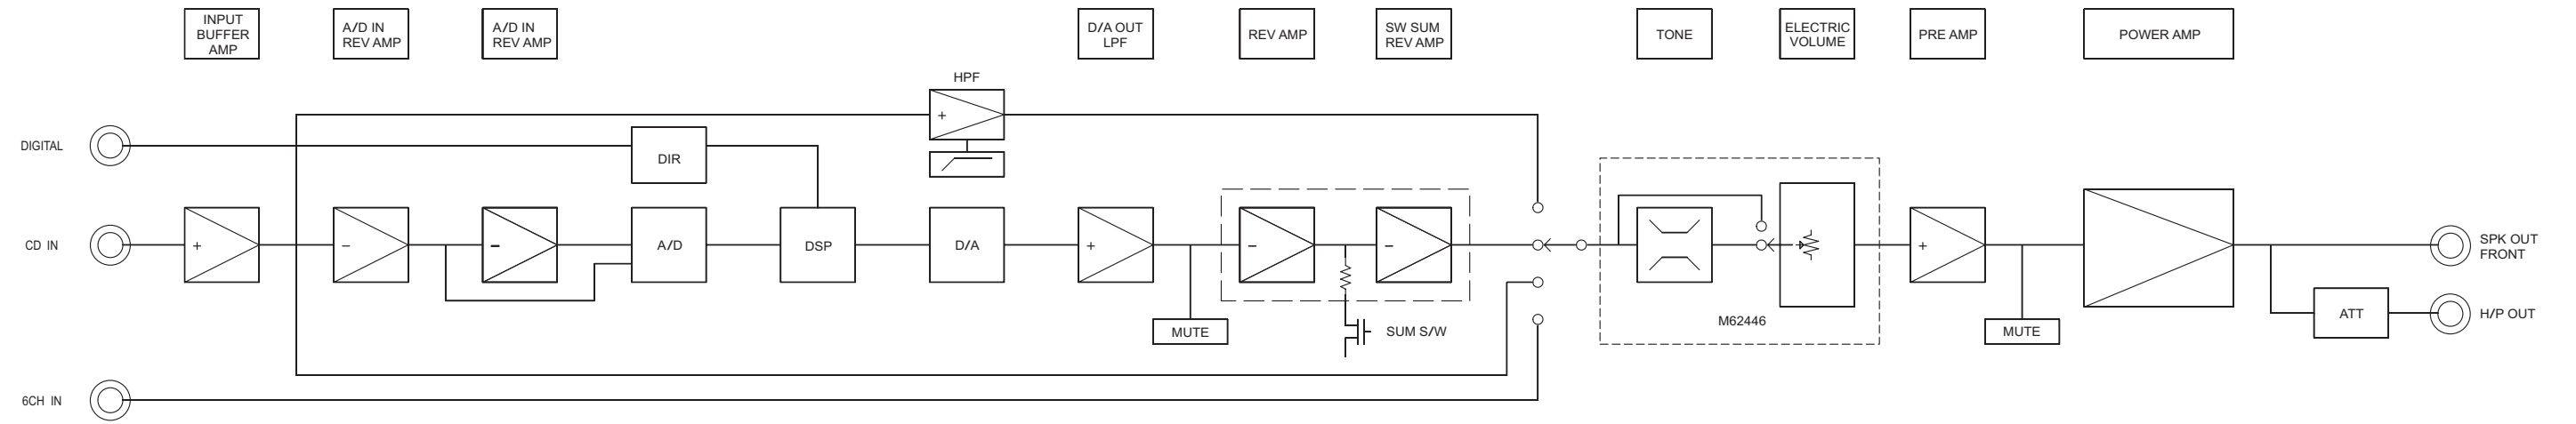 INPUT
BUFFER
AMP
A/D IN
REV AMP
A/D IN
REV AMP
D/A OUT
LPF
REV AMP
SW SUM
REV AMP
TONE
ELECTRIC
VOLUME
PRE AMP
POWER AMP
HPF
+
DIGITAL
DIR
CD IN
+
−
−
A/D
DSP
D/A
+
−
−
+
SPK OUT
FRONT
MUTE
SUM S/W
M62446
MUTE
ATT
H/P OUT
6CH IN